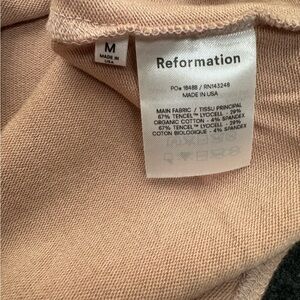 M
MADE IN
USA
Reformation
PO# 18488 / RN143248
MADE IN USA
MAIN FABRIC / TISSU PRINCIPAL
67% TENCEL™ LYOCELL - 29%
ORGANIC COTTON - 4% SPANDEX
67% TENCEL™ LYOCELL - 29%
COTON BIOLOGIQUE - 4% SPANDEX